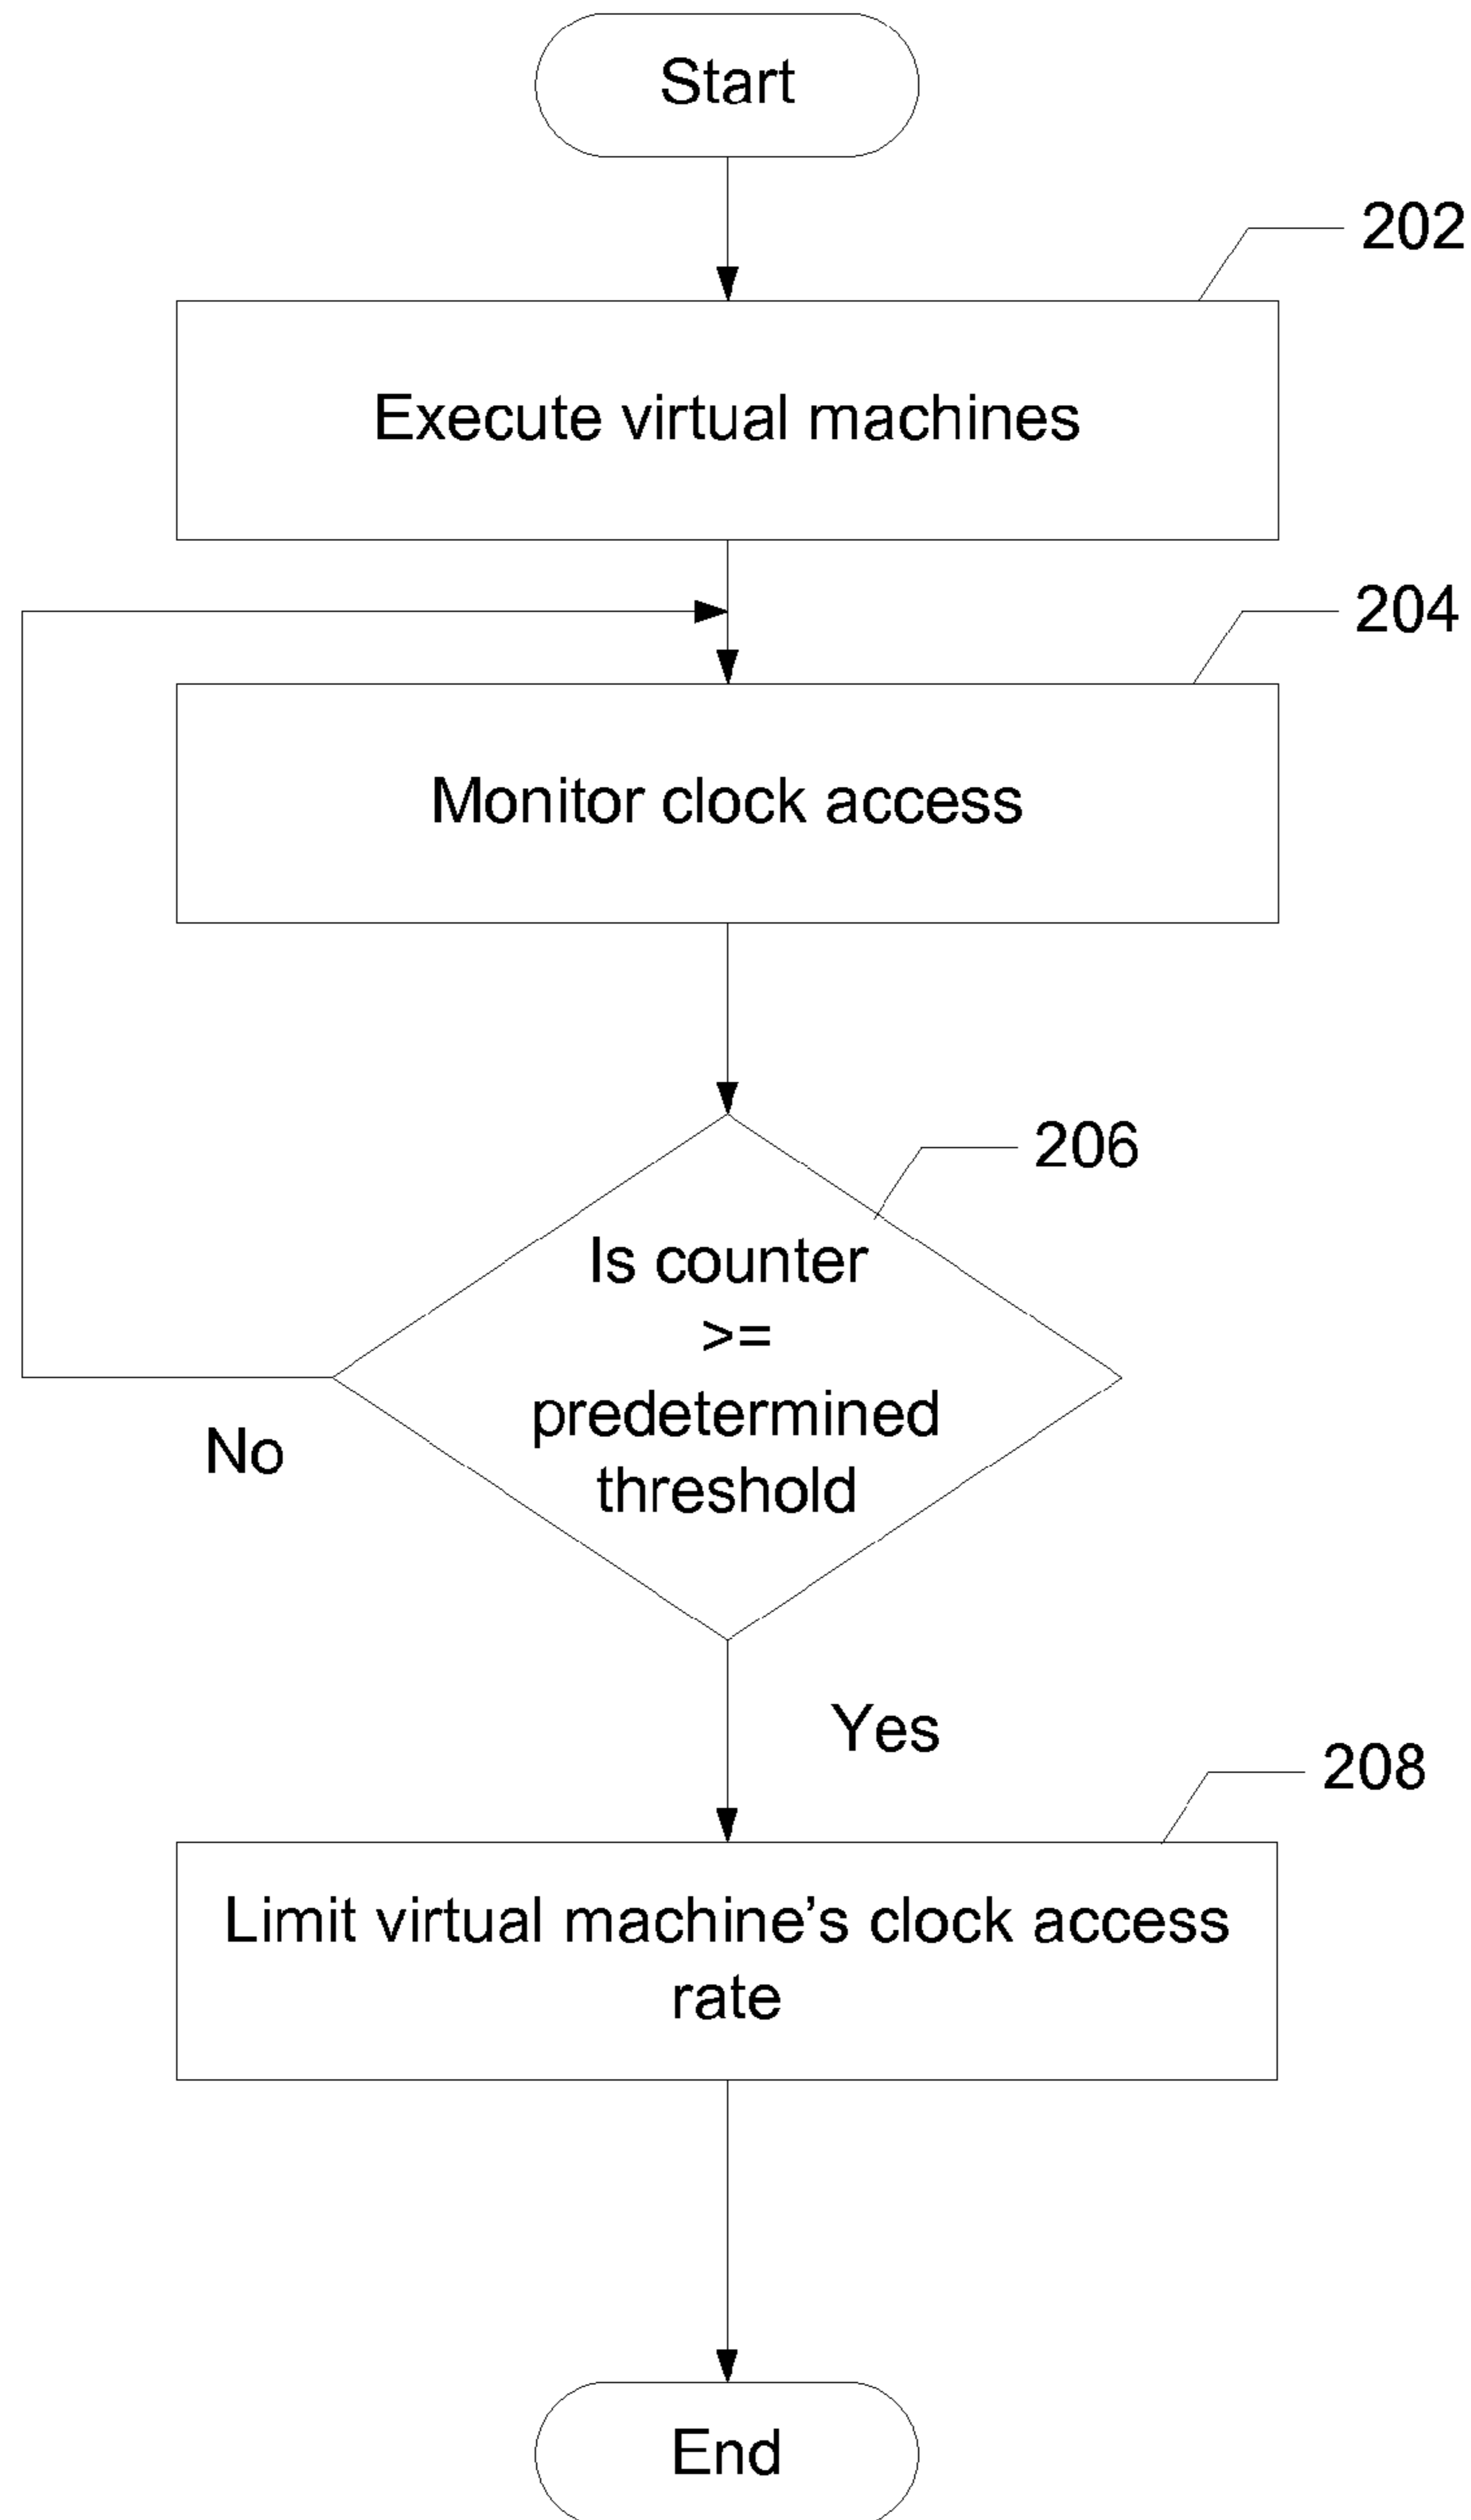 Start
202
Execute virtual machines
204
Monitor clock access
206
Is counter
>=
predetermined
threshold
No
Yes
208
Limit virtual machine’s clock access
rate
End